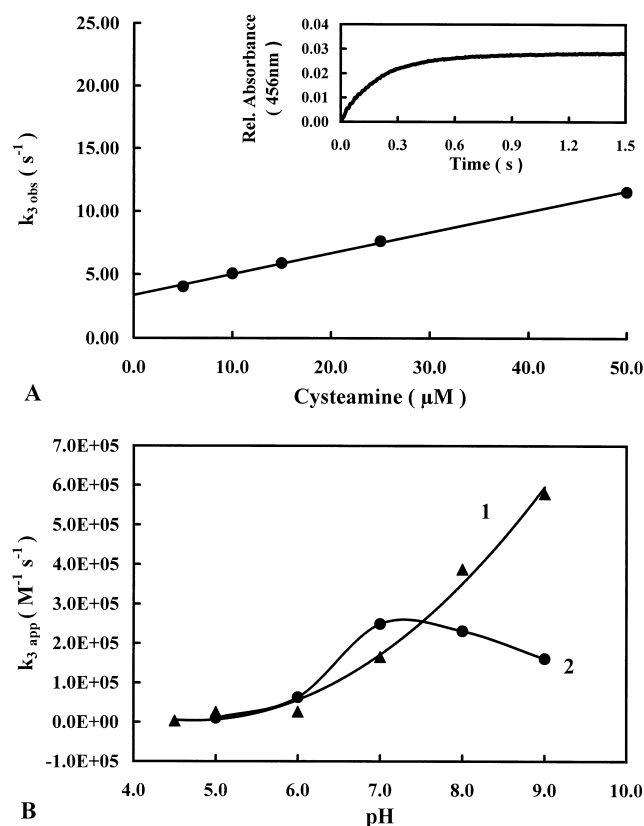 A
25.00
20.00
15.00
10.00
5.00
0.00
k3 obs ( s-1 )
0.0 10.0 20.0 30.0 40.0 50.0
Cysteamine ( µM )
0.04
0.03
0.02
0.01
0.00
Rel. Absorbance
( 456nm )
0.0 0.3 0.6 0.9 1.2 1.5
Time ( s )
A
7.0E+05
6.0E+05
5.0E+05
4.0E+05
3.0E+05
2.0E+05
1.0E+05
0.0E+00
-1.0E+05
k3 app ( M-1 s-1 )
1
2
4.0 5.0 6.0 7.0 8.0 9.0 10.0
pH
B